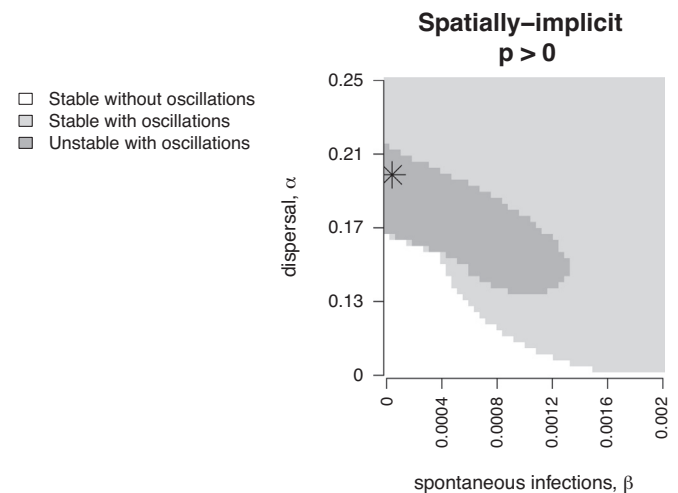 Spatially–implicit
p > 0
Stable without oscillations
Stable with oscillations
Unstable with oscillations
dispersal, α
0.25
0.21
0.17
0.13
0
0
0.0004
0.0008
0.0012
0.0016
0.002
spontaneous infections, β